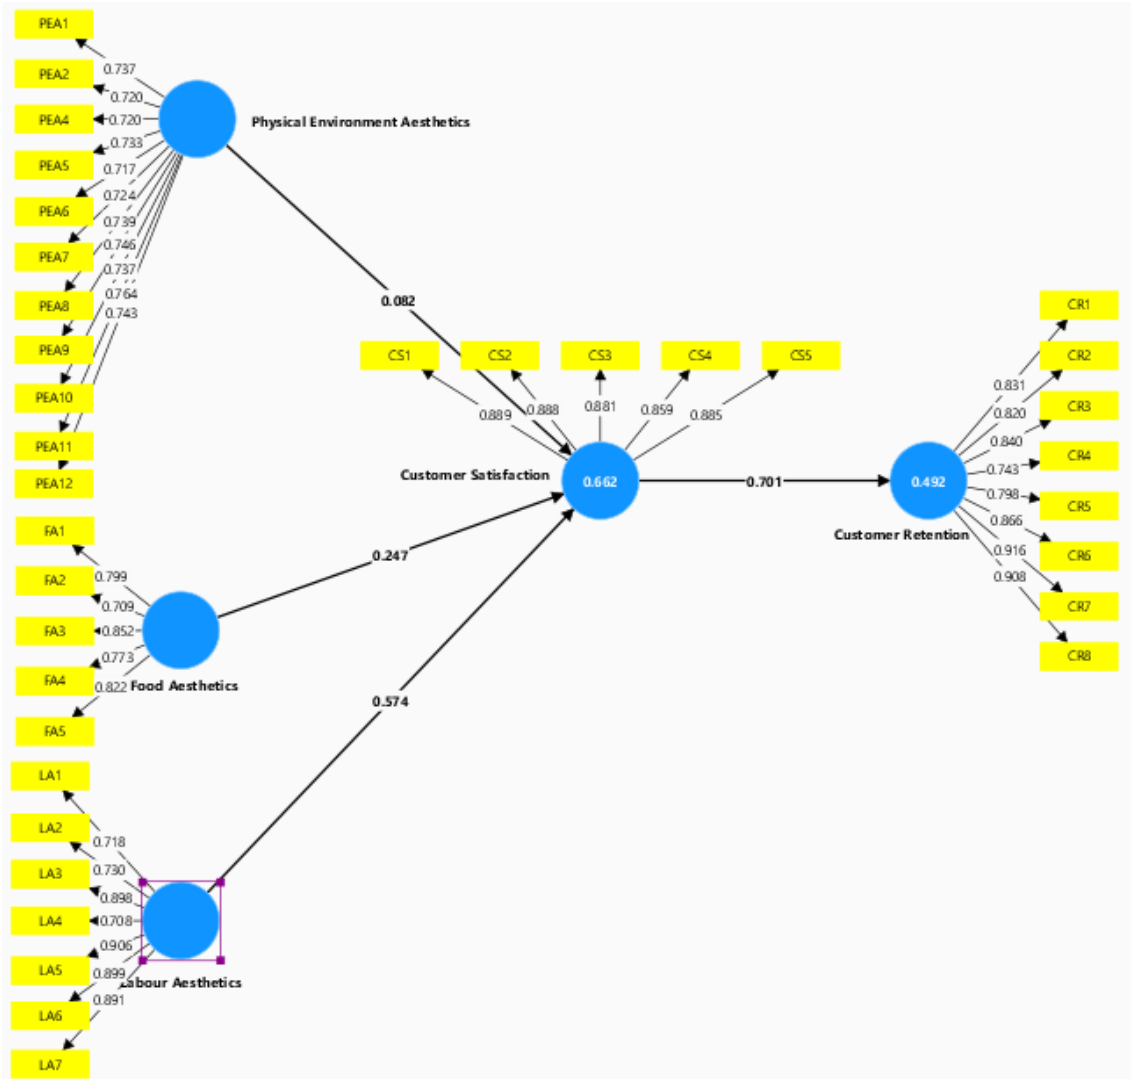 PEA1
PEA2
PEA4
PEA5
PEA6
PEA7
PEA8
PEA9
PEA10
PEA11
PEA12
0.737
0.720
0.720
0.733
0.717
0.724
0.739
0.746
0.737
0.764
0.743
Physical Environment Aesthetics
0.082
CS1
CS2
CS3
CS4
CS5
0.889
0.888
0.881
0.859
0.885
Customer Satisfaction
0.662
0.701
0.492
Customer Retention
CR1
CR2
CR3
CR4
CR5
CR6
CR7
CR8
0.831
0.820
0.840
0.743
0.798
0.866
0.916
0.908
FA1
FA2
FA3
FA4
FA5
0.799
0.709
0.852
0.773
0.822
Food Aesthetics
0.247
0.574
LA1
LA2
LA3
LA4
LA5
LA6
LA7
0.718
0.730
0.898
0.708
0.906
0.899
0.891
Labour Aesthetics